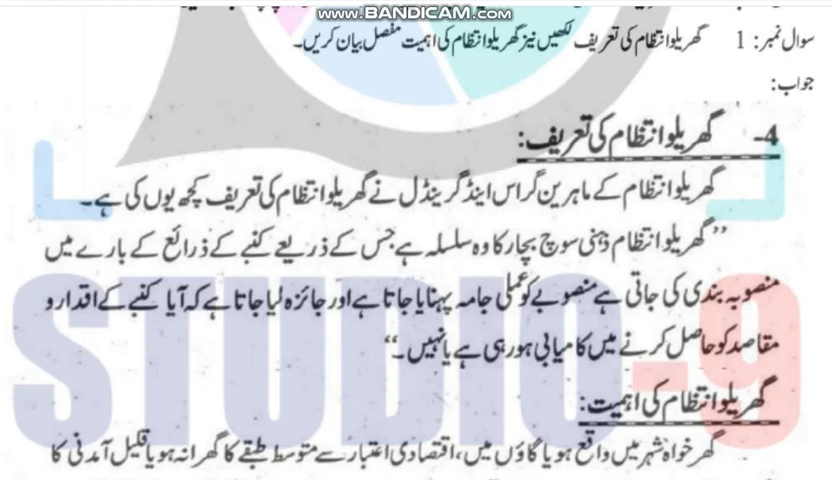 www.BANDICAM.com
سوال نمبر: 1 گھریلو انتظام کی تعریف لکھیں نیز گھریلو انتظام کی اہمیت مفصل بیان کریں۔
جواب:
4- گھریلو انتظام کی تعریف:
گھریلو انتظام کے ماہرین گراس اینڈ گرینڈل نے گھریلو انتظام کی تعریف کچھ یوں کی ہے۔
”گھریلو انتظام ذہنی سوچ بچار کا وہ سلسلہ ہے جس کے ذریعے کنبے کے ذرائع کے بارے میں
منصوبہ بندی کی جاتی ہے منصوبے کو عملی جامہ پہنایا جاتا ہے اور جائزہ لیا جاتا ہے کہ آیا کنبے کے اقدار و
مقاصد کو حاصل کرنے میں کامیابی ہو رہی ہے یا نہیں۔“
STUDIO-9
گھریلو انتظام کی اہمیت:
گھر خواہ شہر میں واقع ہو یا گاؤں میں، اقتصادی اعتبار سے متوسط طبقے کا گھرانہ ہو یا قلیل آمدنی کا